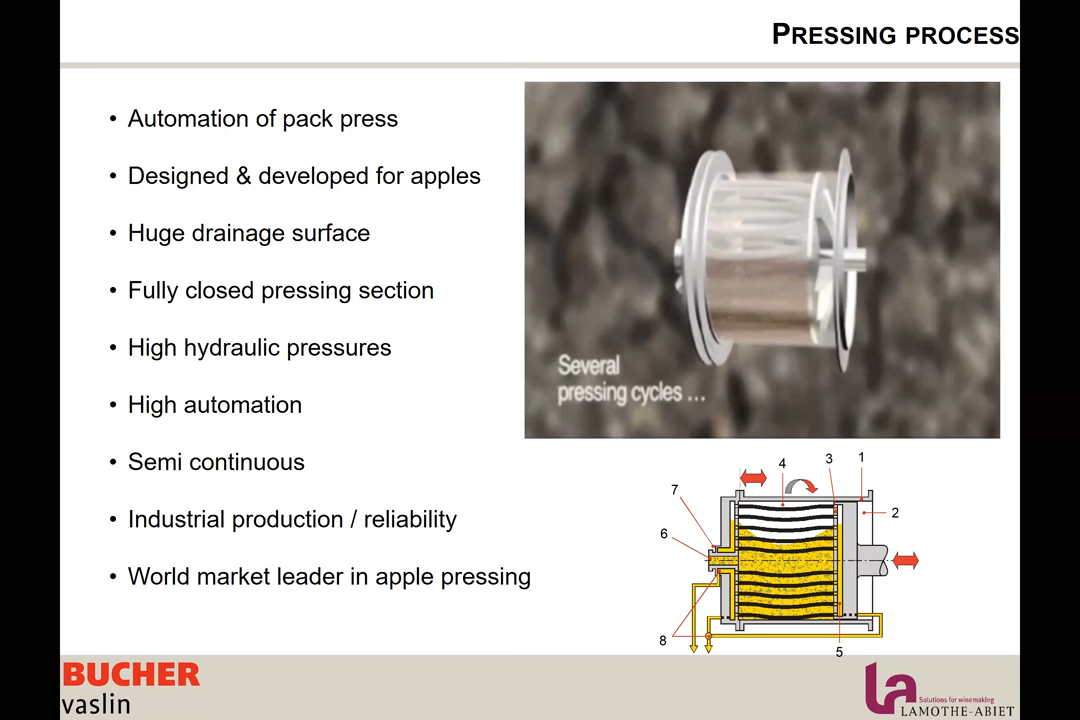 PRESSING PROCESS
• Automation of pack press
• Designed & developed for apples
• Huge drainage surface
• Fully closed pressing section
• High hydraulic pressures
• High automation
• Semi continuous
• Industrial production / reliability
• World market leader in apple pressing
Several
pressing cycles ...
1
3
4
7
2
6
8
5
BUCHER
vaslin
la
Solutions for winemaking
LAMOTHE-ABIET